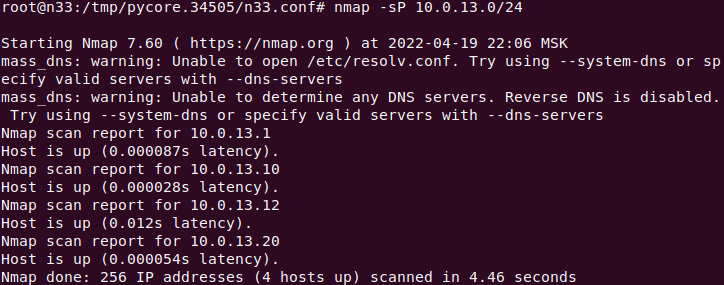 root@n33:/tmp/pycore.34505/n33.conf# nmap -sP 10.0.13.0/24
Starting Nmap 7.60 ( https://nmap.org ) at 2022-04-19 22:06 MSK
mass_dns: warning: Unable to open /etc/resolv.conf. Try using --system-dns or sp
ecify valid servers with --dns-servers
mass_dns: warning: Unable to determine any DNS servers. Reverse DNS is disabled.
 Try using --system-dns or specify valid servers with --dns-servers
Nmap scan report for 10.0.13.1
Host is up (0.000087s latency).
Nmap scan report for 10.0.13.10
Host is up (0.000028s latency).
Nmap scan report for 10.0.13.12
Host is up (0.012s latency).
Nmap scan report for 10.0.13.20
Host is up (0.000054s latency).
Nmap done: 256 IP addresses (4 hosts up) scanned in 4.46 seconds